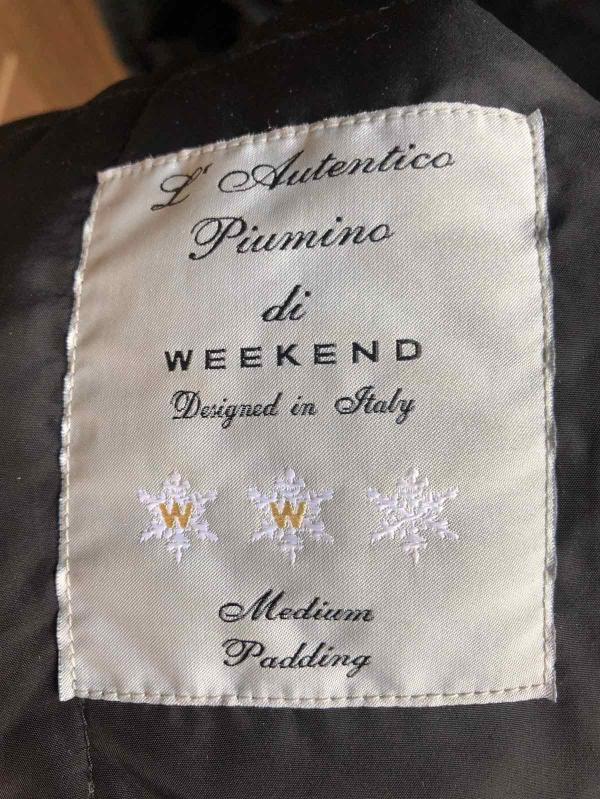 L' Autentico
Piumino
di
WEEKEND
Designed in Italy
W W
Medium
Padding